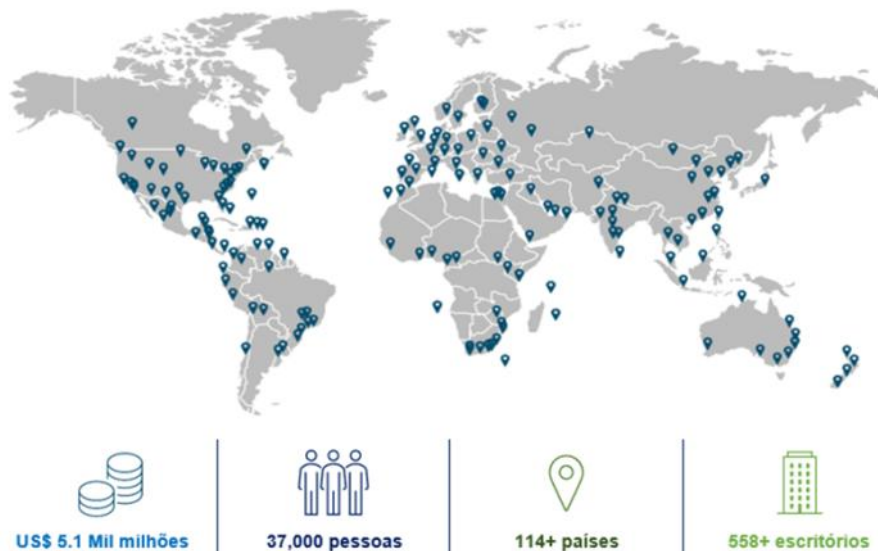 US$ 5.1 Mil milhões
37,000 pessoas
114+ países
558+ escritórios